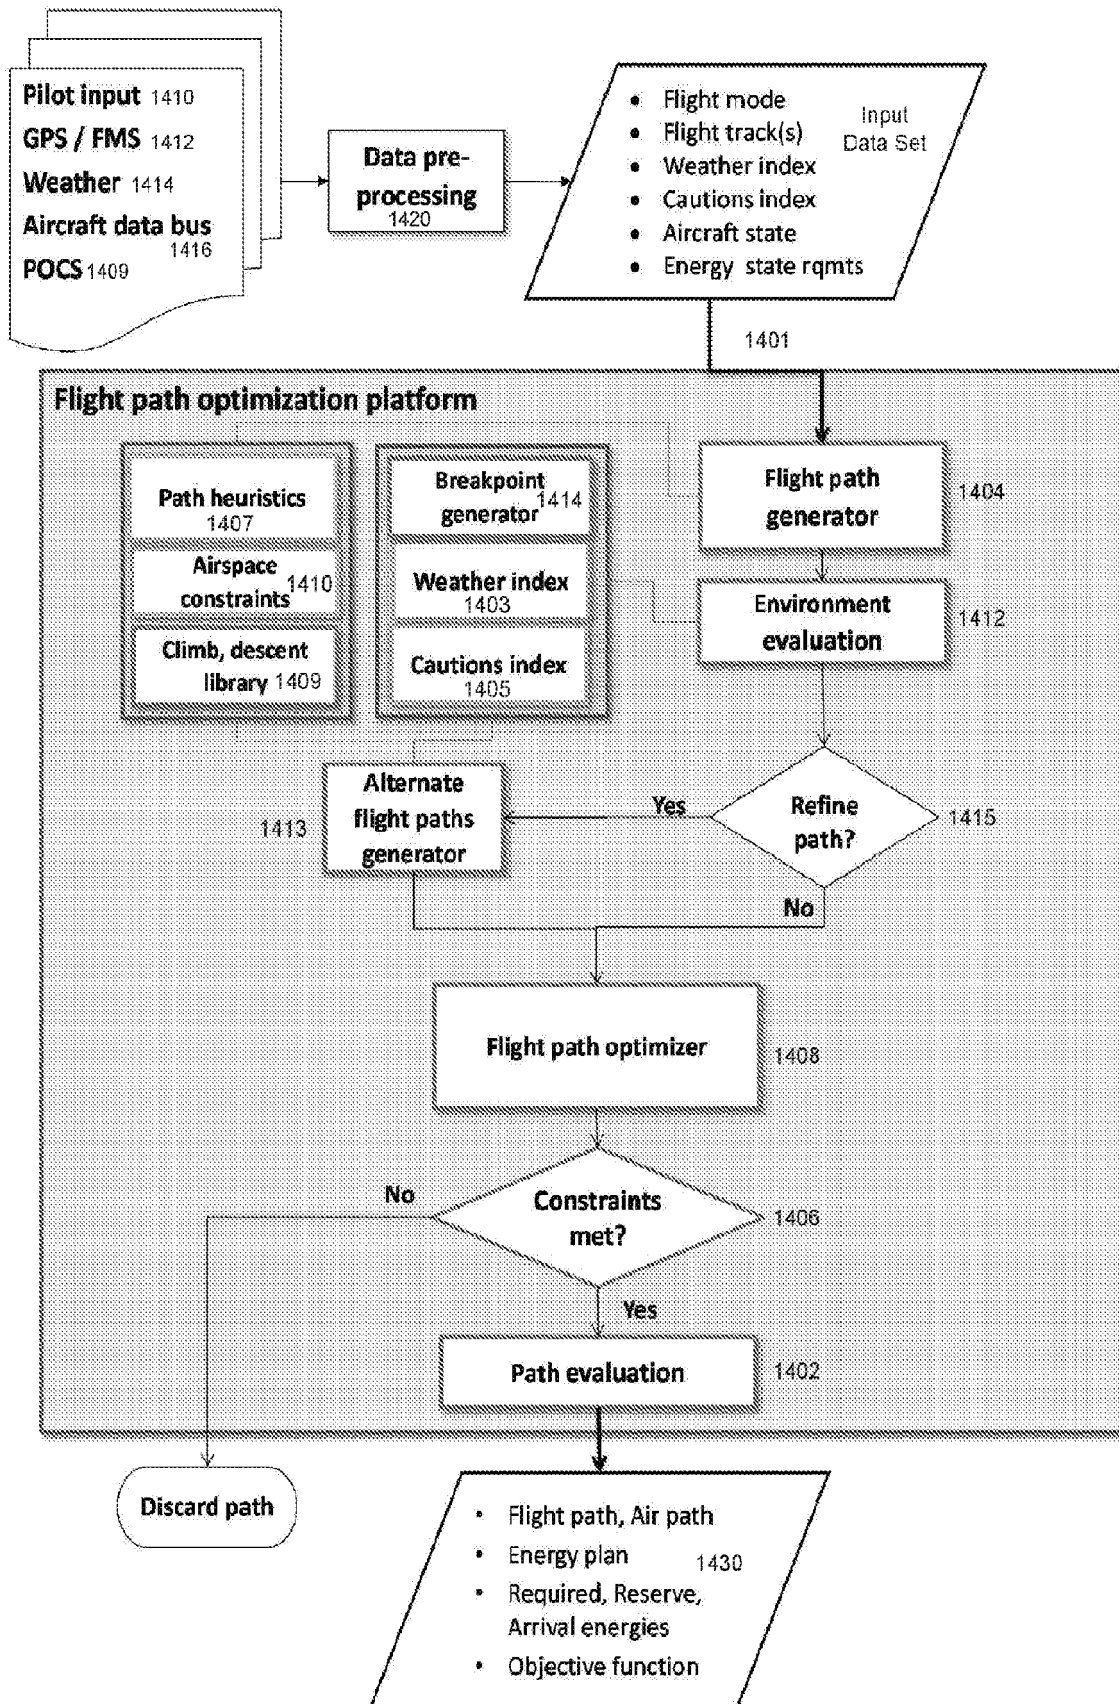 Pilot input 1410
GPS / FMS 1412
Weather 1414
Aircraft data bus
1416
POCS 1409
Data pre-
processing
1420
• Flight mode
• Flight track(s)
• Weather index
• Cautions index
• Aircraft state
• Energy state rqmts
Input
Data Set
1401
Flight path optimization platform
Path heuristics
1407
Airspace
constraints 1410
Climb, descent
library 1409
Breakpoint
generator 1414
Weather index
1403
Cautions index
1405
Flight path
generator
1404
Environment
evaluation
1412
Alternate
flight paths
generator
1413
Yes
Refine
path?
1415
No
Flight path optimizer
1408
No
Constraints
met?
1406
Yes
Path evaluation
1402
Discard path
• Flight path, Air path
• Energy plan
1430
• Required, Reserve,
Arrival energies
• Objective function